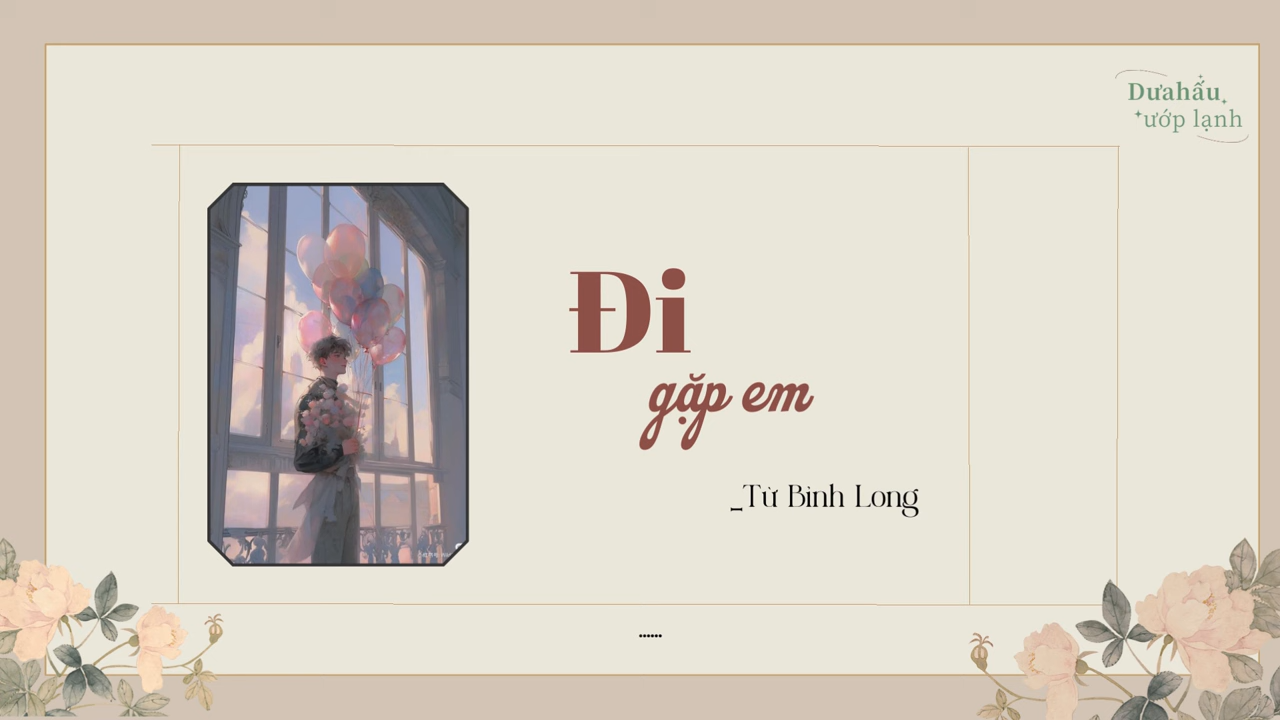 Dưahấu
ướp lạnh
Đi
gặp em
_Từ Bình Long
......